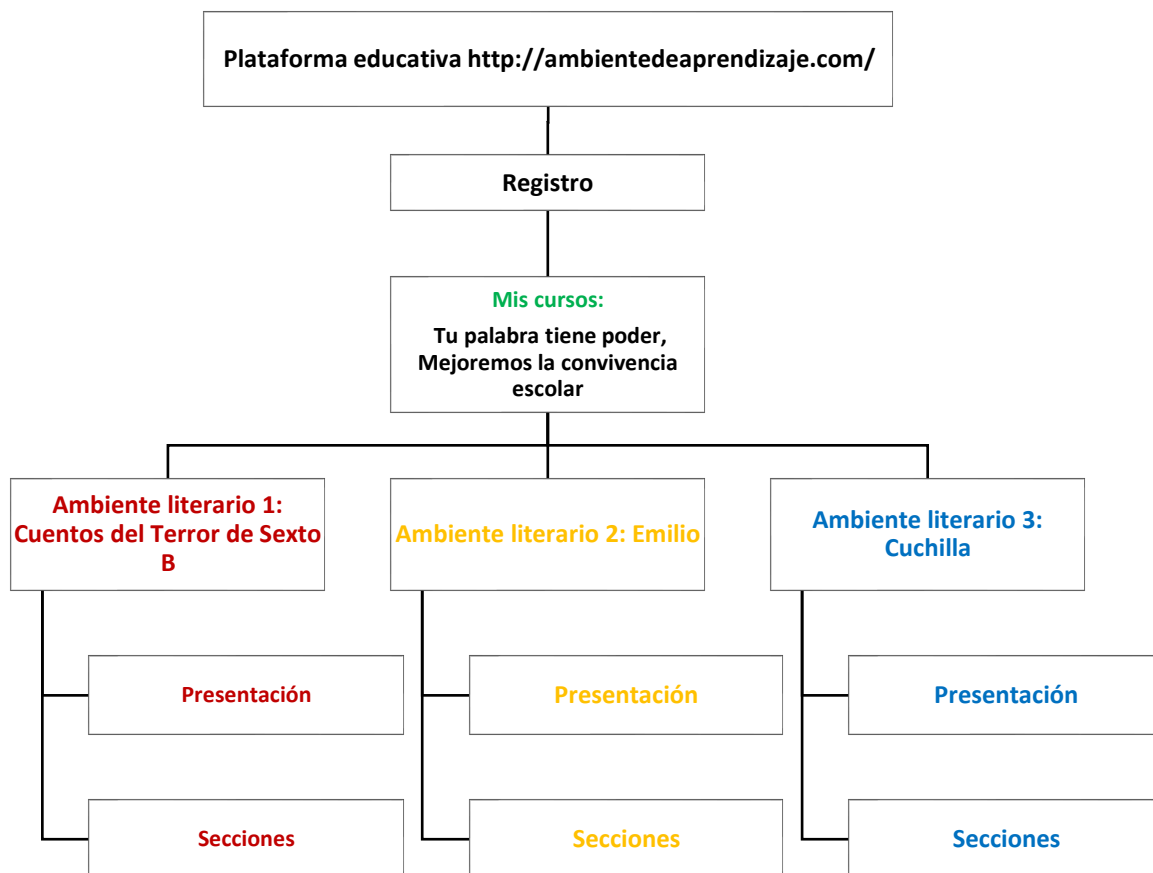 Plataforma educativa http://ambientedeaprendizaje.com/
Registro
Mis cursos:
Tu palabra tiene poder,
Mejoremos la convivencia
escolar
Ambiente literario 1:
Cuentos del Terror de Sexto
B
Ambiente literario 2: Emilio
Ambiente literario 3:
Cuchilla
Presentación
Presentación
Presentación
Secciones
Secciones
Secciones